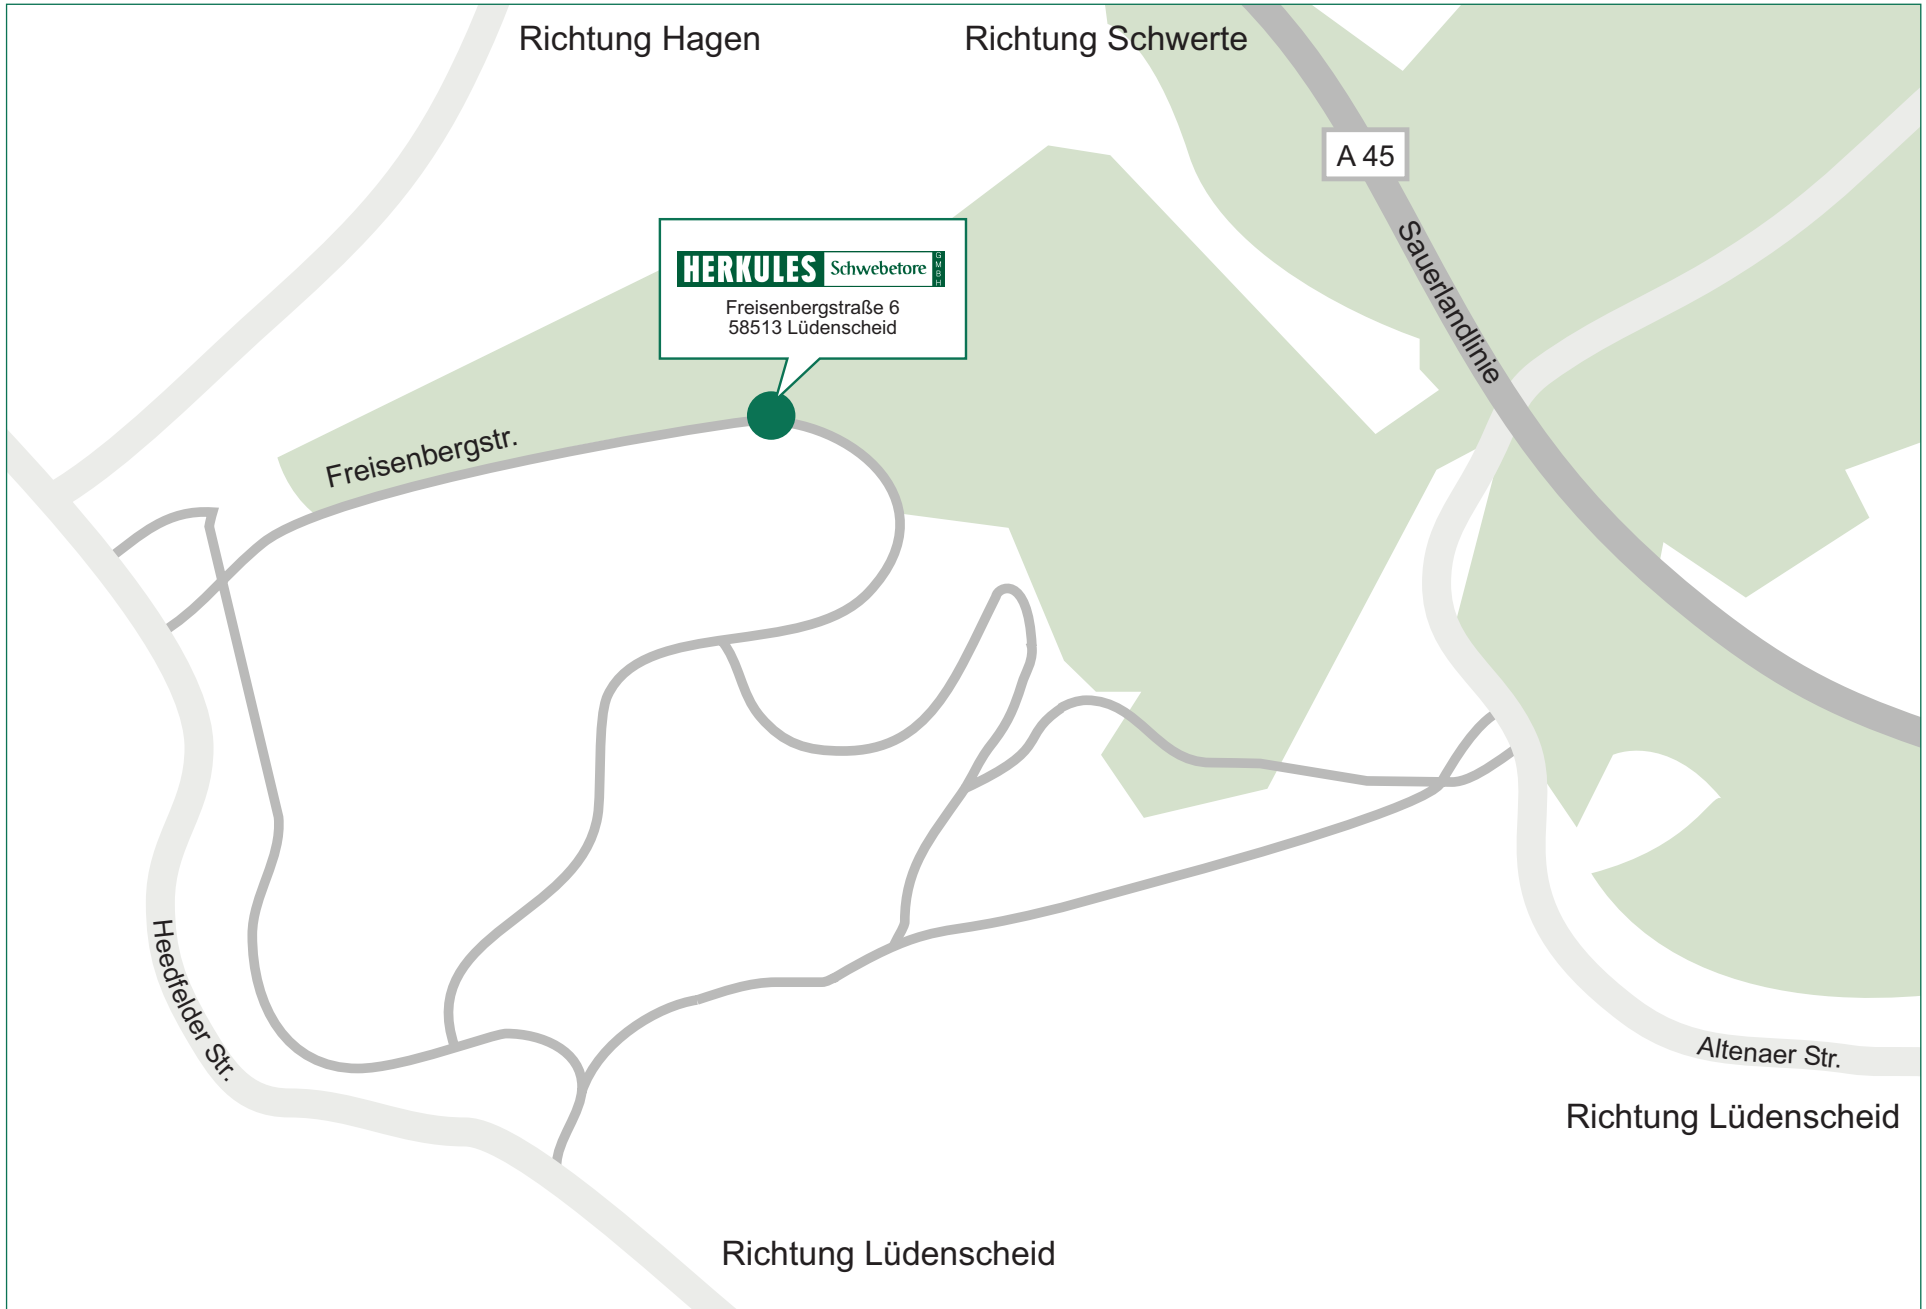 Richtung Hagen
Richtung Schwerte
A 45
Sauerlandlinie
HERKULES Schwebetore GMBH
Freisenbergstraße 6
58513 Lüdenscheid
Freisenbergstr.
Heedfelder Str.
Altenaer Str.
Richtung Lüdenscheid
Richtung Lüdenscheid